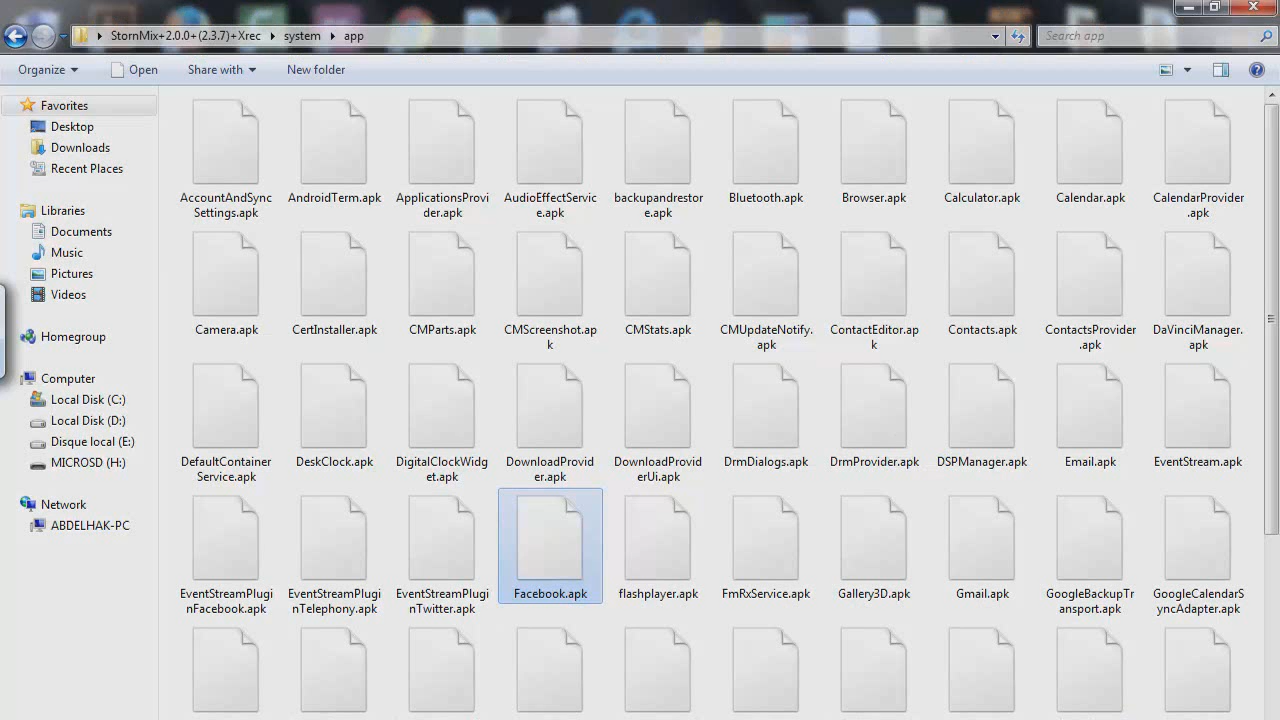 StornMix+2.0.0+(2.3.7)+Xrec system app
Search app
Organize Open Share with New folder
Favorites
Desktop
Downloads
Recent Places
Libraries
Documents
Music
Pictures
Videos
Homegroup
Computer
Local Disk (C:)
Local Disk (D:)
Disque local (E:)
MICROSD (H:)
Network
ABDELHAK-PC
AccountAndSync
Settings.apk
AndroidTerm.apk
ApplicationsProvi
der.apk
AudioEffectServic
e.apk
backupandrestor
e.apk
Bluetooth.apk
Browser.apk
Calculator.apk
Calendar.apk
CalendarProvider
.apk
Camera.apk
CertInstaller.apk
CMParts.apk
CMScreenshot.ap
k
CMStats.apk
CMUpdateNotify.
apk
ContactEditor.ap
k
Contacts.apk
ContactsProvider
.apk
DaVinciManager.
apk
DefaultContainer
Service.apk
DeskClock.apk
DigitalClockWidg
et.apk
DownloadProvid
er.apk
DownloadProvid
erUi.apk
DrmDialogs.apk
DrmProvider.apk
DSPManager.apk
Email.apk
EventStream.apk
EventStreamPlugi
nFacebook.apk
EventStreamPlugi
nTelephony.apk
EventStreamPlugi
nTwitter.apk
Facebook.apk
flashplayer.apk
FmRxService.apk
Gallery3D.apk
Gmail.apk
GoogleBackupTr
ansport.apk
GoogleCalendarS
yncAdapter.apk